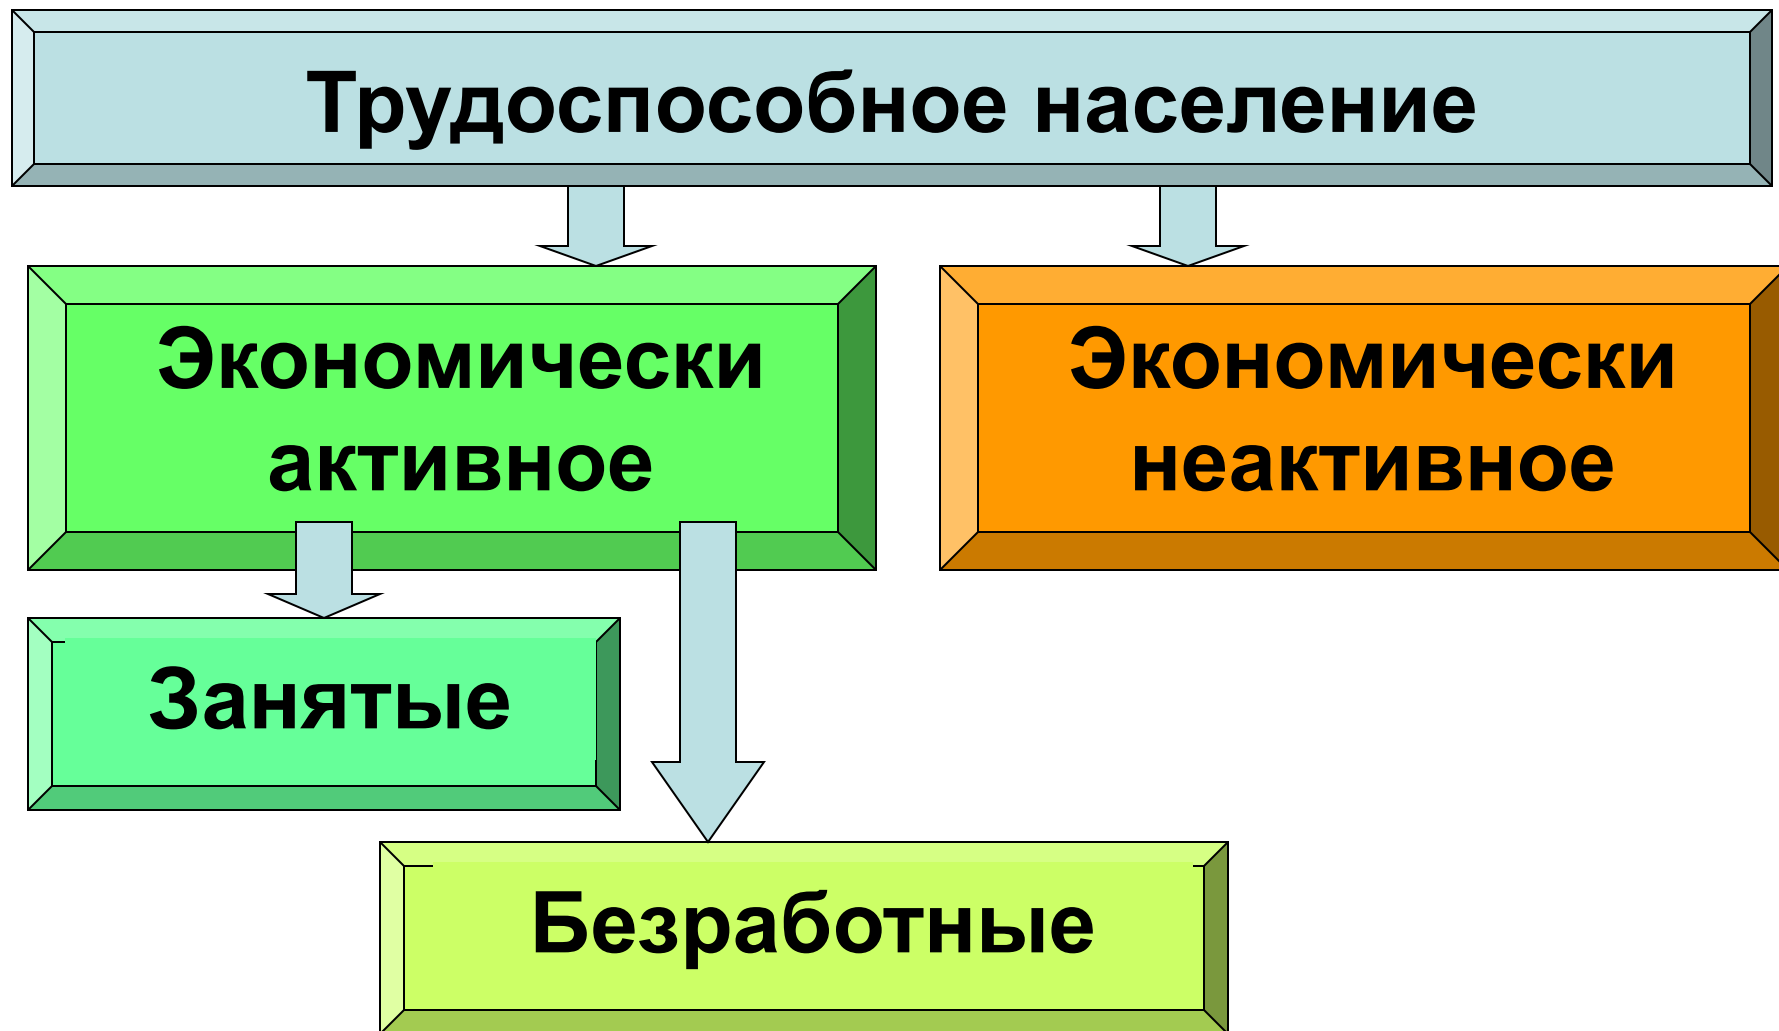 Трудоспособное население
Экономически
активное
Экономически
неактивное
Занятые
Безработные